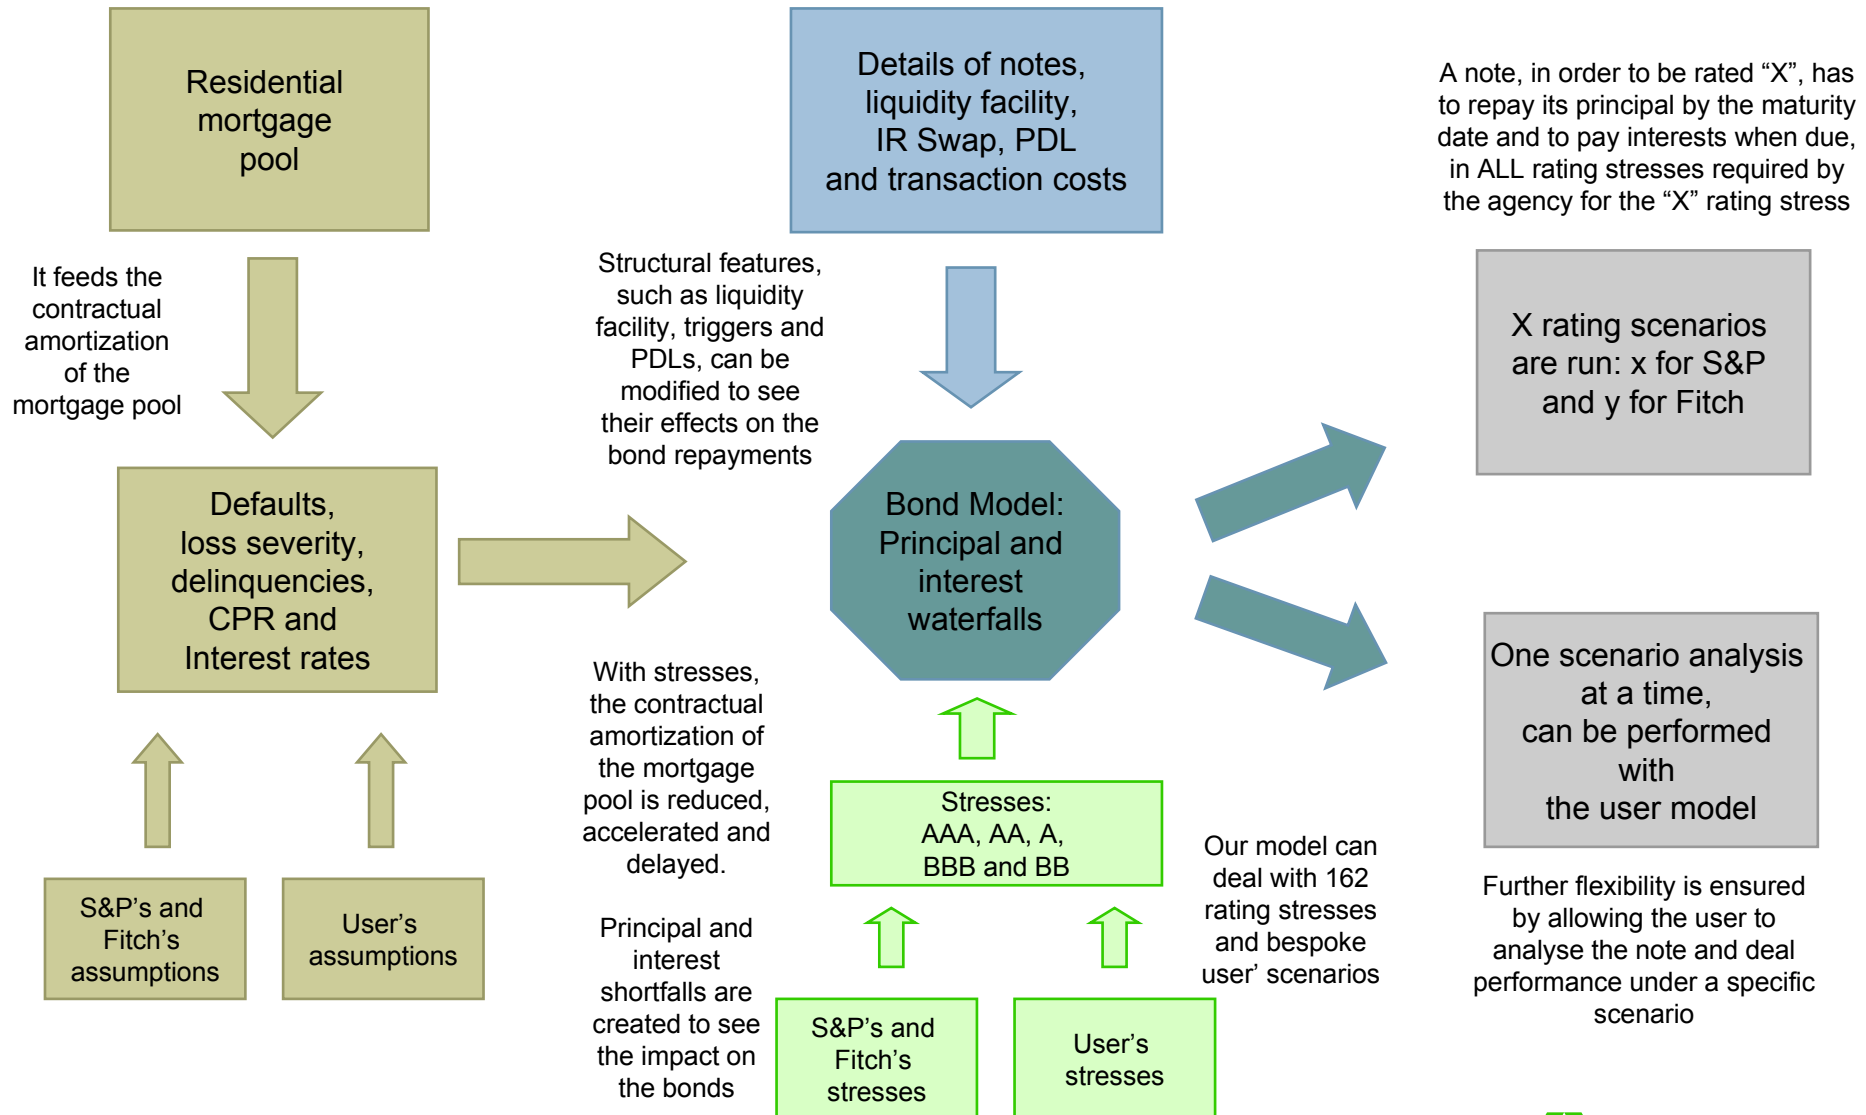 Residential
mortgage
pool
It feeds the
contractual
amortization
of the
mortgage pool
Defaults,
loss severity,
delinquencies,
CPR and
Interest rates
S&P’s and
Fitch’s
assumptions
User’s
assumptions
Details of notes,
liquidity facility,
IR Swap, PDL
and transaction costs
Structural features,
such as liquidity
facility, triggers and
PDLs, can be
modified to see
their effects on the
bond repayments
Bond Model:
Principal and
interest
waterfalls
With stresses,
the contractual
amortization of
the mortgage
pool is reduced,
accelerated and
delayed.
Principal and
interest
shortfalls are
created to see
the impact on
the bonds
Stresses:
AAA, AA, A,
BBB and BB
S&P’s and
Fitch’s
stresses
User’s
stresses
Our model can
deal with 162
rating stresses
and bespoke
user’ scenarios
A note, in order to be rated “X”, has
to repay its principal by the maturity
date and to pay interests when due,
in ALL rating stresses required by
the agency for the “X” rating stress
X rating scenarios
are run: x for S&P
and y for Fitch
One scenario analysis
at a time,
can be performed
with
the user model
Further flexibility is ensured
by allowing the user to
analyse the note and deal
performance under a specific
scenario